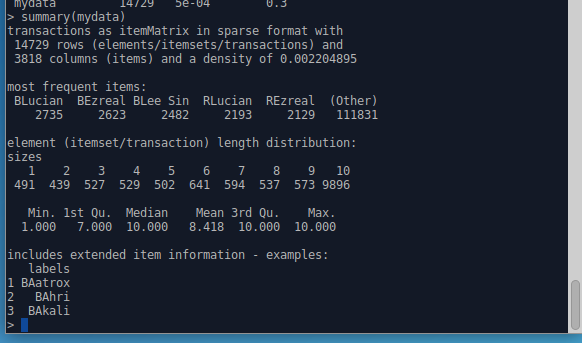 mydata 14729 5e-04 0.3
> summary(mydata)
transactions as itemMatrix in sparse format with
14729 rows (elements/itemsets/transactions) and
3818 columns (items) and a density of 0.002204895
most frequent items:
BLucian BEzreal BLee Sin RLucian REzreal (Other)
2735 2623 2482 2193 2129 111831
element (itemset/transaction) length distribution:
sizes
1 2 3 4 5 6 7 8 9 10
491 439 527 529 502 641 594 537 573 9896
Min. 1st Qu. Median Mean 3rd Qu. Max.
1.000 7.000 10.000 8.418 10.000 10.000
includes extended item information - examples:
labels
1 BAatrox
2 BAhri
3 BAkali
>